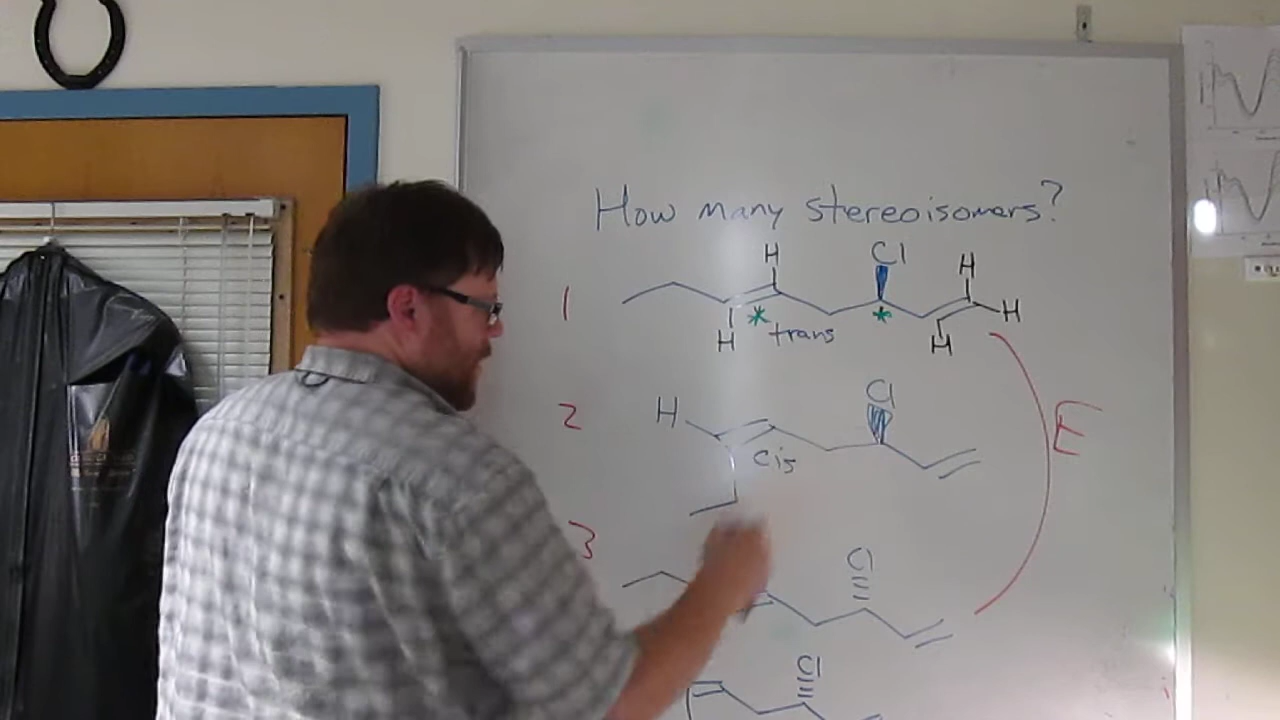 How many stereoisomers?
H Cl H
1 * * H
H trans H
Cl
2 H E
cis
3 Cl
Cl